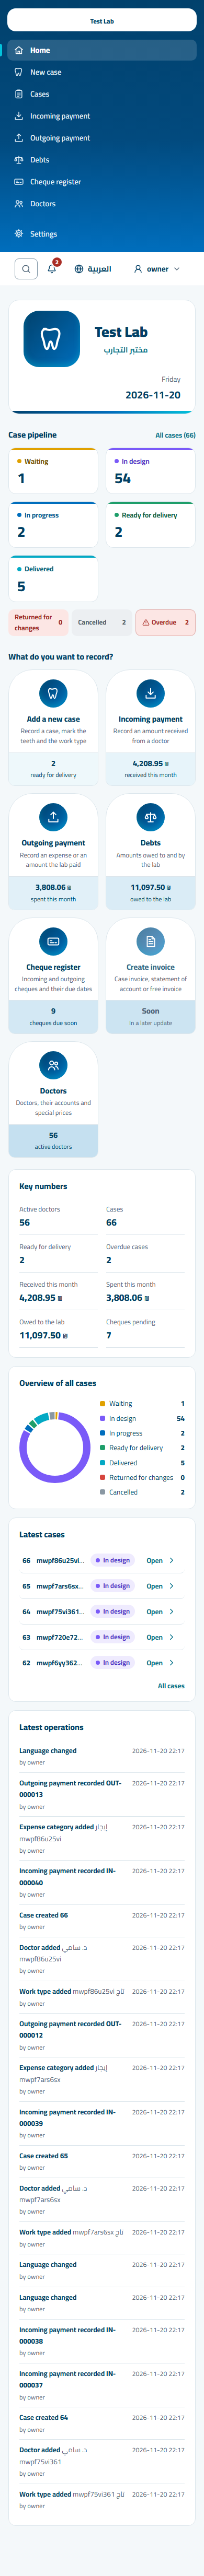 Test Lab
Home
New case
Cases
Incoming payment
Outgoing payment
Debts
Cheque register
Doctors
Settings
2
العربية
owner
Test Lab
مختبر التجارب
Friday
2026-11-20
Case pipeline
All cases (66)
Waiting
1
In design
54
In progress
2
Ready for delivery
2
Delivered
5
Returned for changes 0
Cancelled 2
Overdue 2
What do you want to record?
Add a new case
Record a case, mark the
teeth and the work type
2
ready for delivery
Incoming payment
Record an amount received
from a doctor
4,208.95 ₪
received this month
Outgoing payment
Record an expense or an
amount the lab paid
3,808.06 ₪
spent this month
Debts
Amounts owed to and by
the lab
11,097.50 ₪
owed to the lab
Cheque register
Incoming and outgoing
cheques and their due dates
9
cheques due soon
Create invoice
Case invoice, statement of
account or free invoice
Soon
In a later update
Doctors
Doctors, their accounts and
special prices
56
active doctors
Key numbers
Active doctors
56
Cases
66
Ready for delivery
2
Overdue cases
2
Received this month
4,208.95 ₪
Spent this month
3,808.06 ₪
Owed to the lab
11,097.50 ₪
Cheques pending
7
Overview of all cases
Waiting 1
In design 54
In progress 2
Ready for delivery 2
Delivered 5
Returned for changes 0
Cancelled 2
Latest cases
66 mwpf86u25vi... In design Open
65 mwpf7ars6sx... In design Open
64 mwpf75vi361... In design Open
63 mwpf720e72... In design Open
62 mwpf6yy362... In design Open
All cases
Latest operations
Language changed 2026-11-20 22:17
by owner
Outgoing payment recorded OUT- 2026-11-20 22:17
000013
by owner
Expense category added إيجار 2026-11-20 22:17
mwpf86u25vi
by owner
Incoming payment recorded IN- 2026-11-20 22:17
000040
by owner
Case created 66 2026-11-20 22:17
by owner
Doctor added د. سامي 2026-11-20 22:17
mwpf86u25vi
by owner
Work type added تاج mwpf86u25vi 2026-11-20 22:17
by owner
Outgoing payment recorded OUT- 2026-11-20 22:17
000012
by owner
Expense category added إيجار 2026-11-20 22:17
mwpf7ars6sx
by owner
Incoming payment recorded IN- 2026-11-20 22:17
000039
by owner
Case created 65 2026-11-20 22:17
by owner
Doctor added د. سامي 2026-11-20 22:17
mwpf7ars6sx
by owner
Work type added تاج mwpf7ars6sx 2026-11-20 22:17
by owner
Language changed 2026-11-20 22:17
by owner
Language changed 2026-11-20 22:17
by owner
Incoming payment recorded IN- 2026-11-20 22:17
000038
by owner
Incoming payment recorded IN- 2026-11-20 22:17
000037
by owner
Case created 64 2026-11-20 22:17
by owner
Doctor added د. سامي 2026-11-20 22:17
mwpf75vi361
by owner
Work type added تاج mwpf75vi361 2026-11-20 22:17
by owner